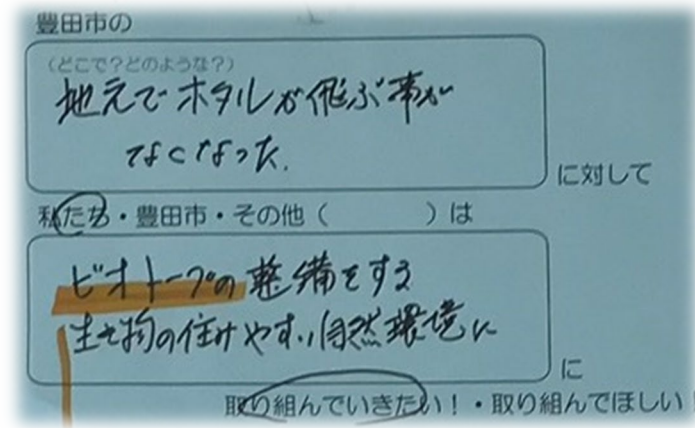 豊田市の
(どこで?どのような?)
地元でホタルが飛ぶ事が
なくなった.
に対して
私たち・豊田市・その他( )は
ビオトープの整備をする
生き物の住みやすい自然環境に
に
取り組んでいきたい!・取り組んでほしい!